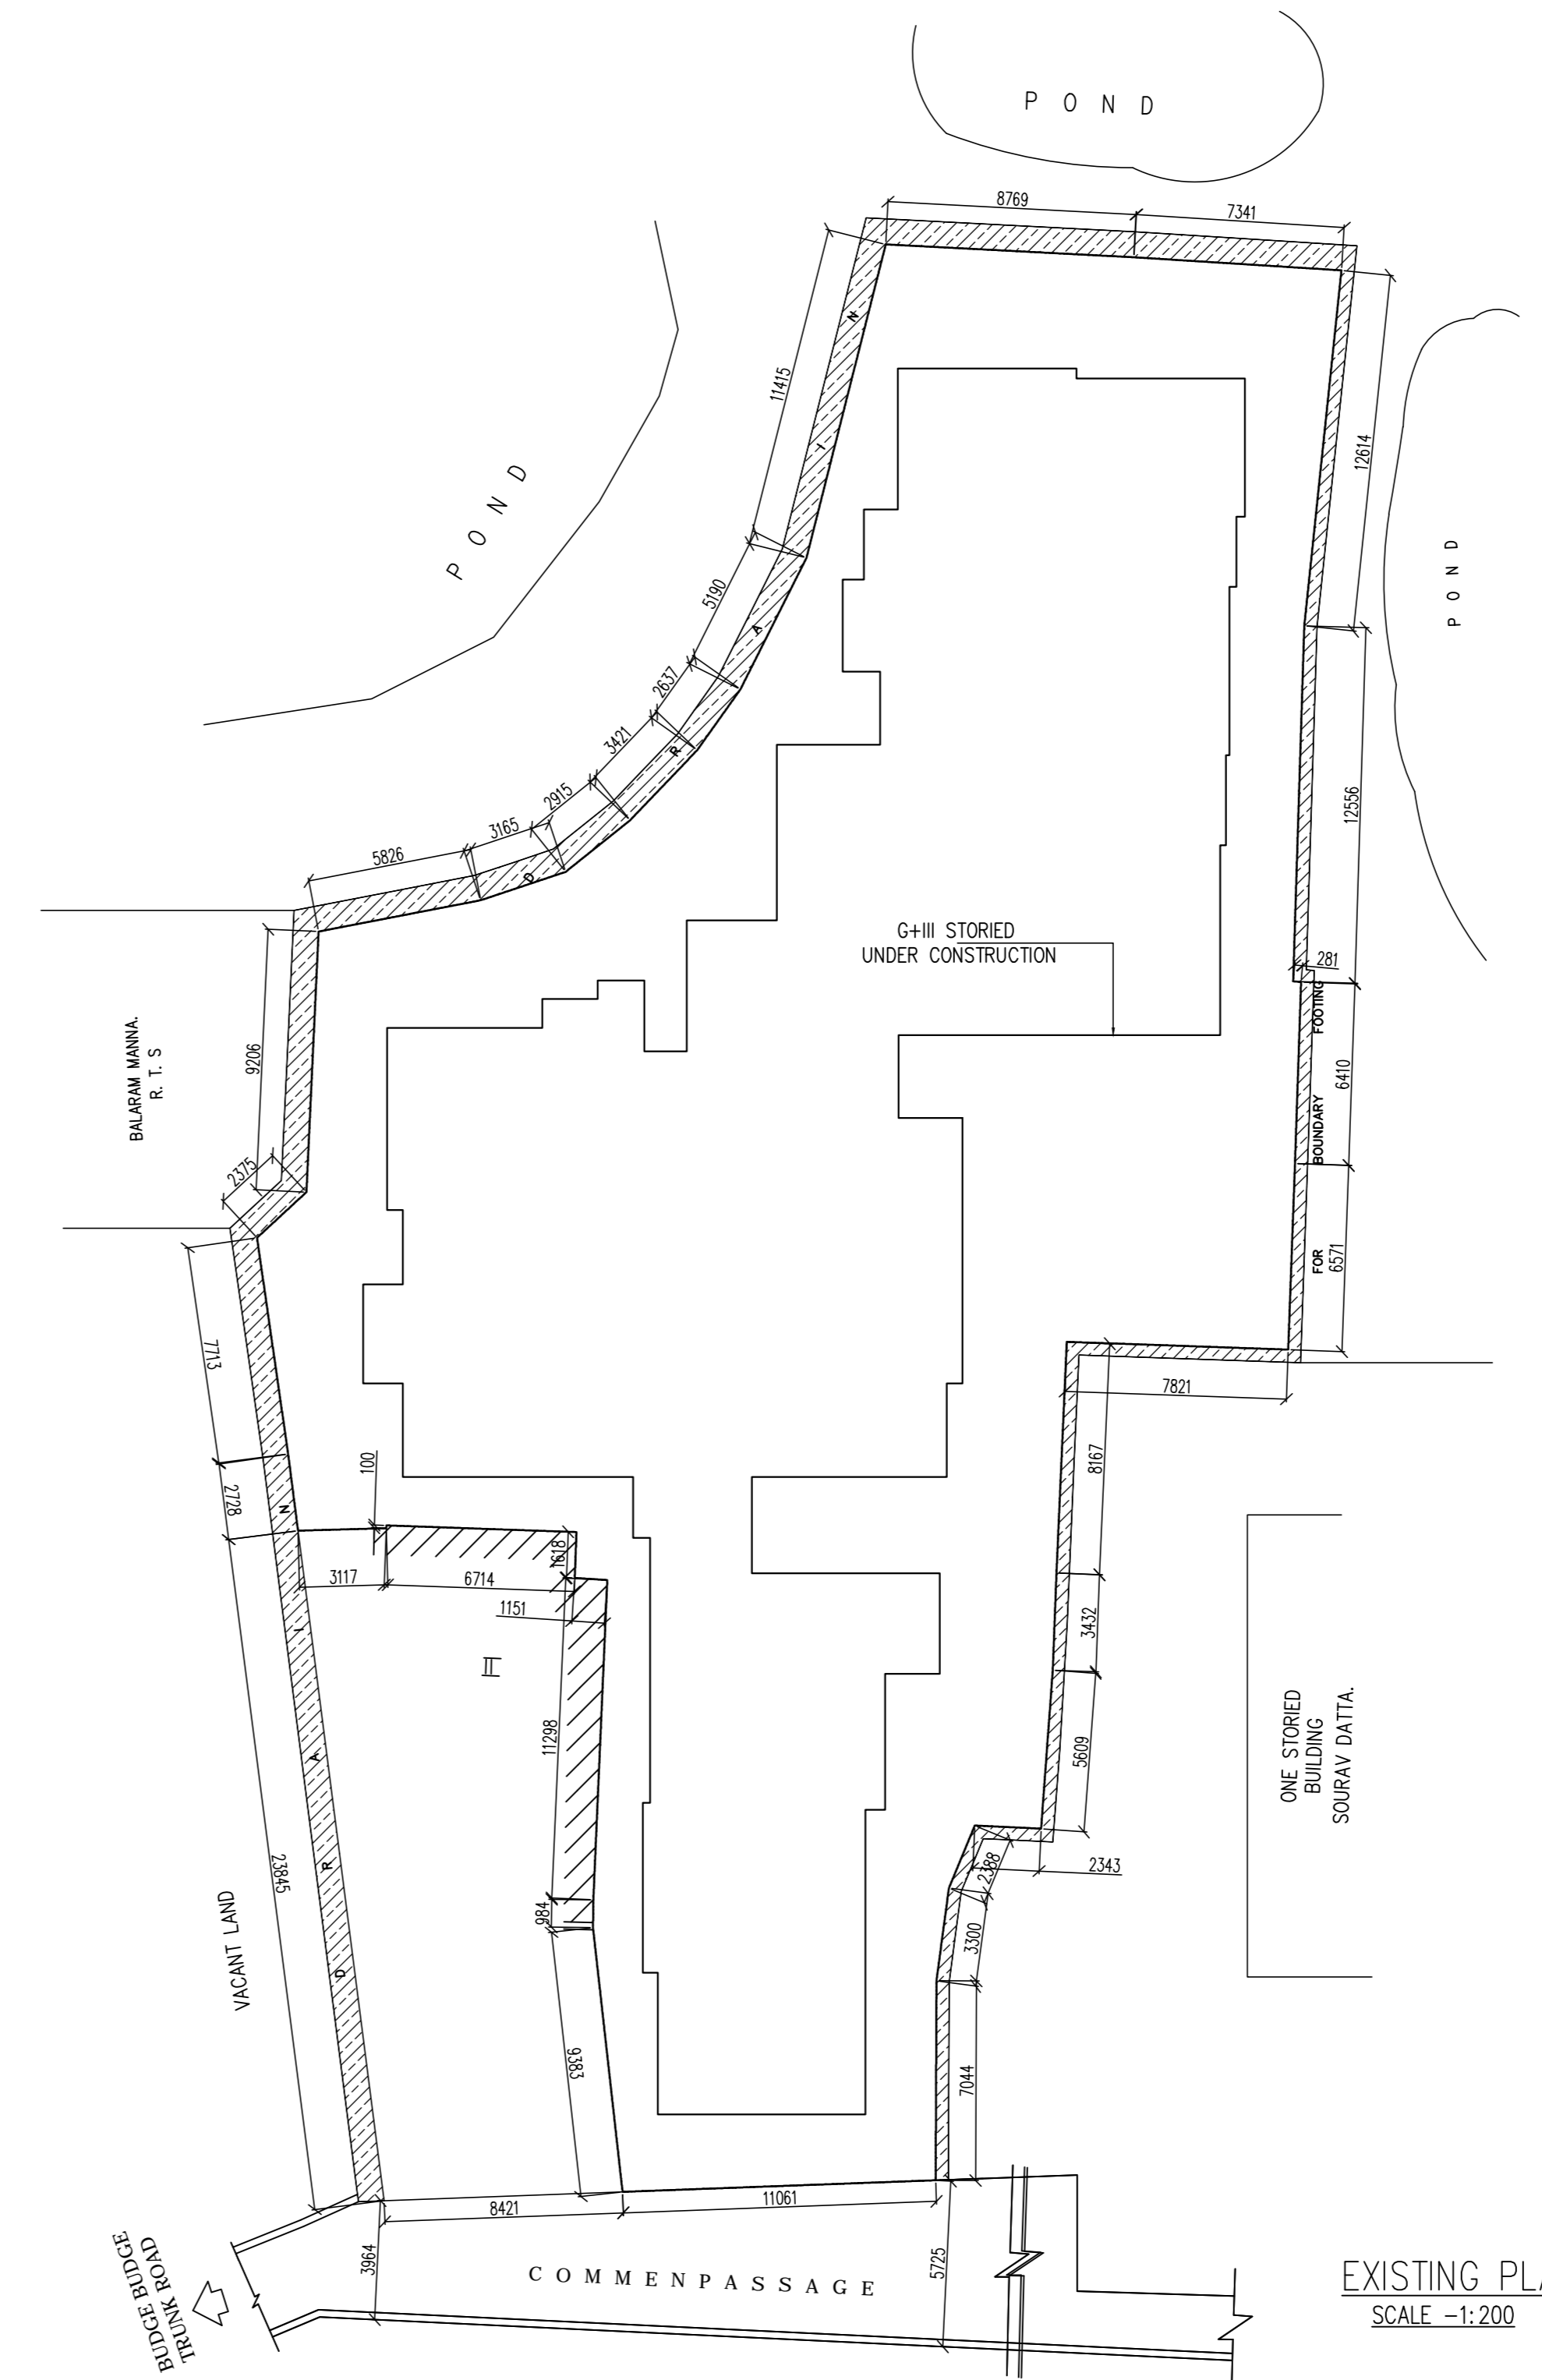 P O N D
8769
7341
N
11415
I
12614
P O N D
5190
A
P O N D
2637
R
3421
2915
3165
D
5826
12556
G+III STORIED
UNDER CONSTRUCTION
281
FOOTING
9206
BALARAM MANNA.
R. T. S
6410
BOUNDARY
2375
FOR
6571
7713
7821
8167
100
2728
N
1618
3117
6714
1151
3432
I
II
11298
5609
A
ONE STORIED
BUILDING
SOURAV DATTA.
R
23845
2388
2343
984
3300
VACANT LAND
D
9383
7044
8421
11061
3964
5725
COMMENPASSAGE
BUDGE BUDGE
TRUNK ROAD
EXISTING PLA
SCALE -1:200